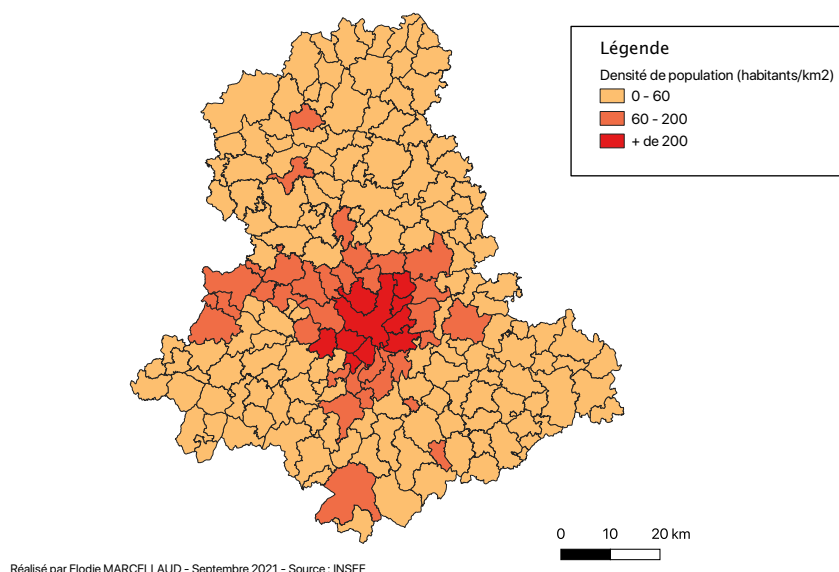 Légende
Densité de population (habitants/km2)
0 - 60
60 - 200
+ de 200
0 10 20 km
Réalisé par Elodie MARCELLAUD - Septembre 2021 - Source : INSEE